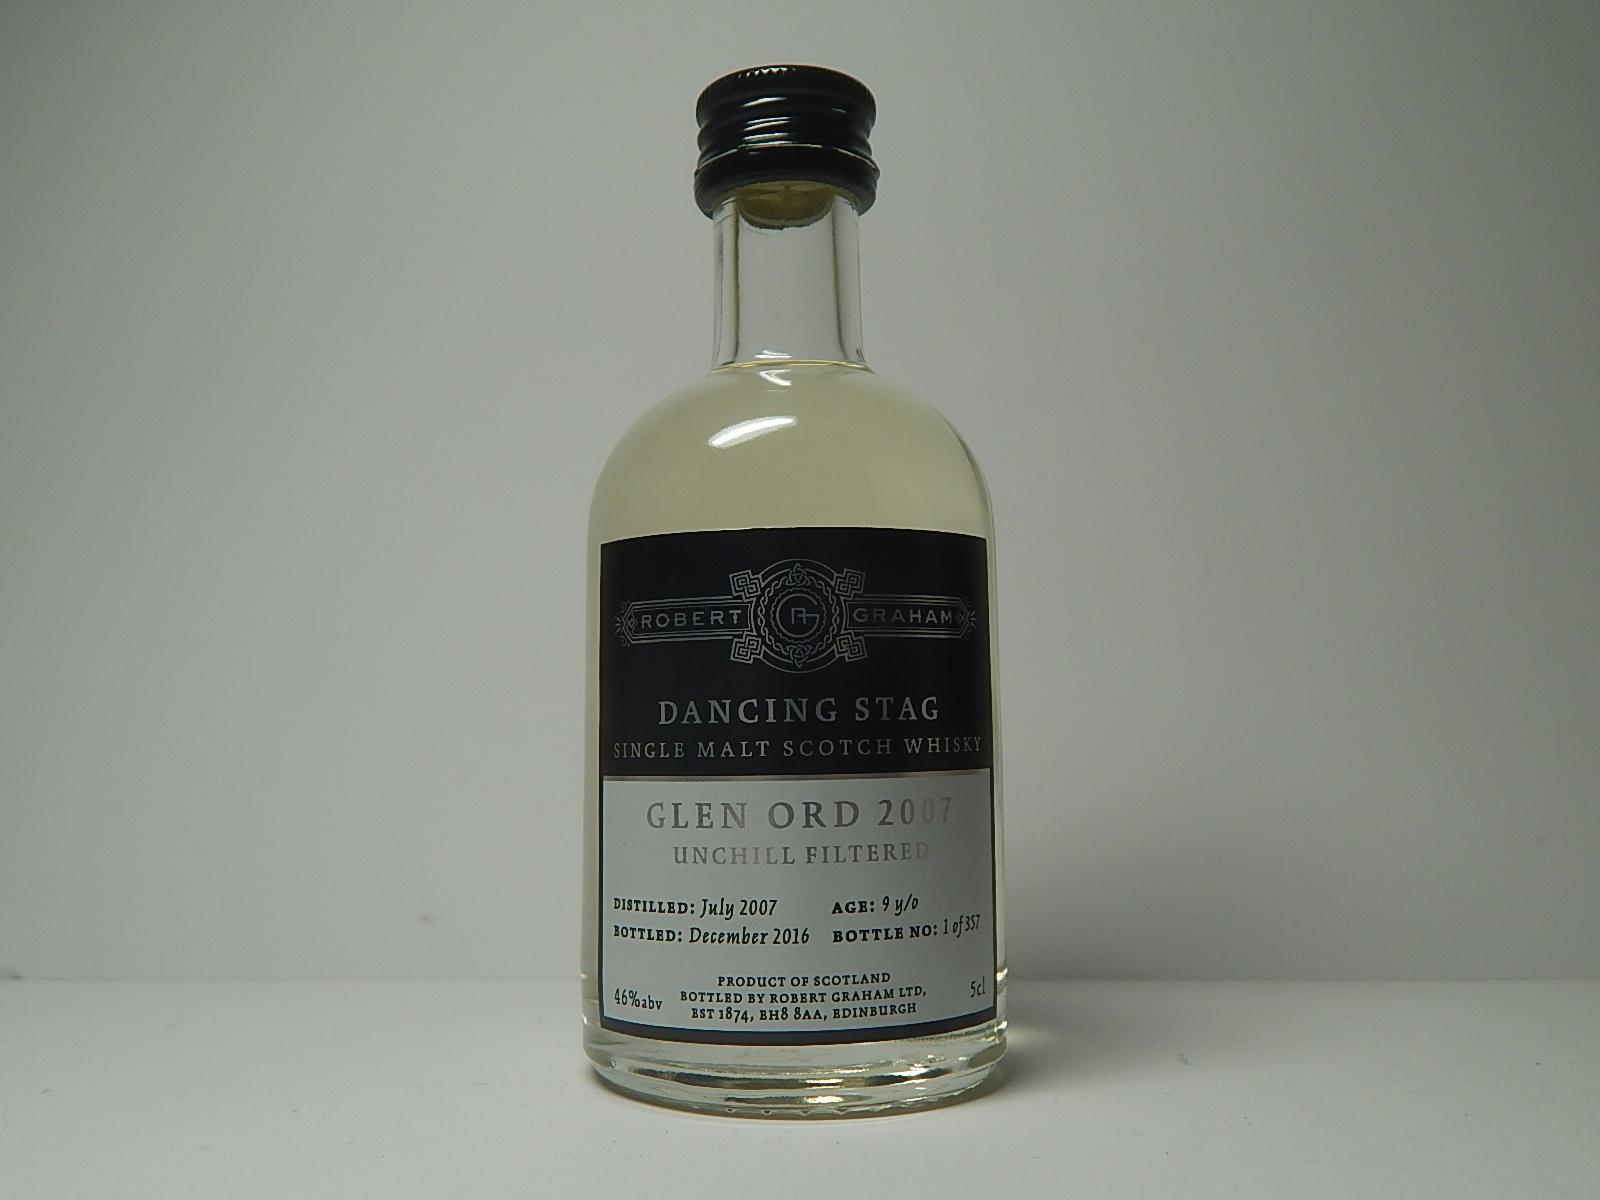 ROBERT RG GRAHAM
DANCING STAG
SINGLE MALT SCOTCH WHISKY
GLEN ORD 2007
UNCHILL FILTERED
DISTILLED: July 2007 AGE: 9 y/o
BOTTLED: December 2016 BOTTLE NO: 1 of 357
PRODUCT OF SCOTLAND
46%abv BOTTLED BY ROBERT GRAHAM LTD, 5cl
EST 1874, EH8 8AA, EDINBURGH